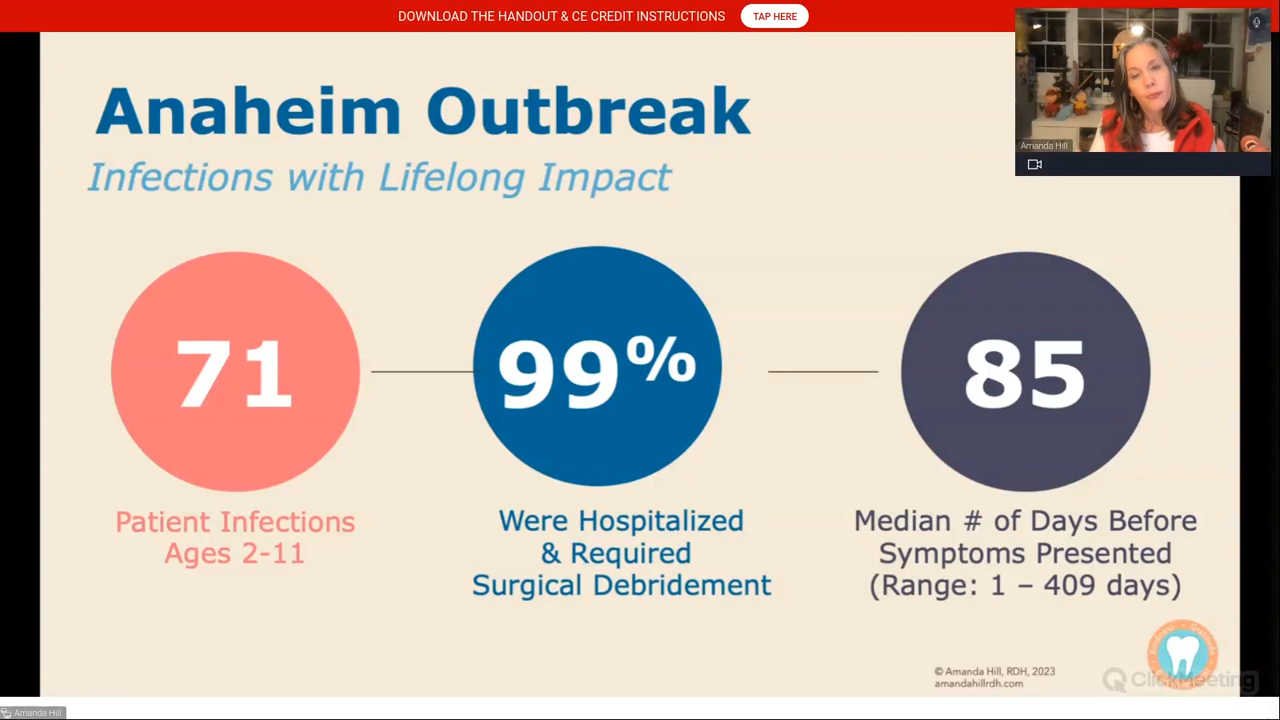 DOWNLOAD THE HANDOUT & CE CREDIT INSTRUCTIONS
TAP HERE
Amanda Hill
Anaheim Outbreak
Infections with Lifelong Impact
71
Patient Infections
Ages 2-11
99%
Were Hospitalized
& Required
Surgical Debridement
85
Median # of Days Before
Symptoms Presented
(Range: 1 – 409 days)
Kindness • Gratitude
© Amanda Hill, RDH, 2023
amandahillrdh.com
ClickMeeting
Amanda Hill